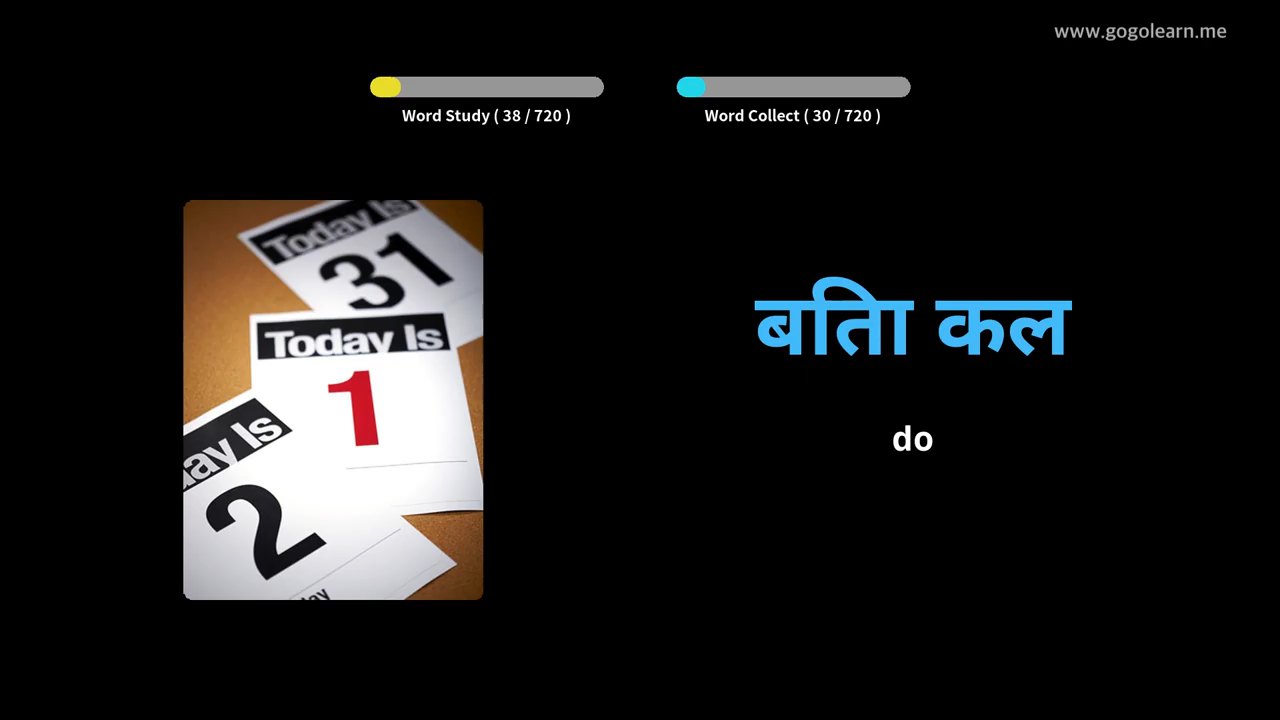 www.gogolearn.me
Word Study ( 38 / 720 )
Word Collect ( 30 / 720 )
Today Is
31
Today Is
1
ay Is
2
बतिा कल
do